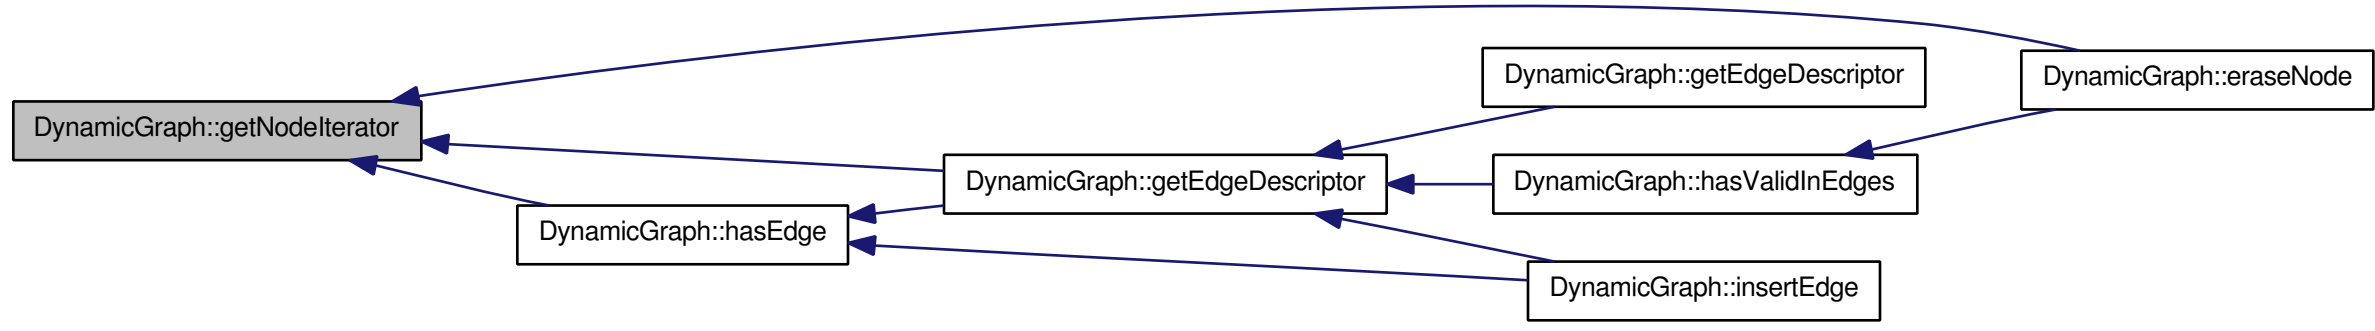 DynamicGraph::getNodeIterator
DynamicGraph::hasEdge
DynamicGraph::getEdgeDescriptor
DynamicGraph::getEdgeDescriptor
DynamicGraph::hasValidInEdges
DynamicGraph::insertEdge
DynamicGraph::eraseNode